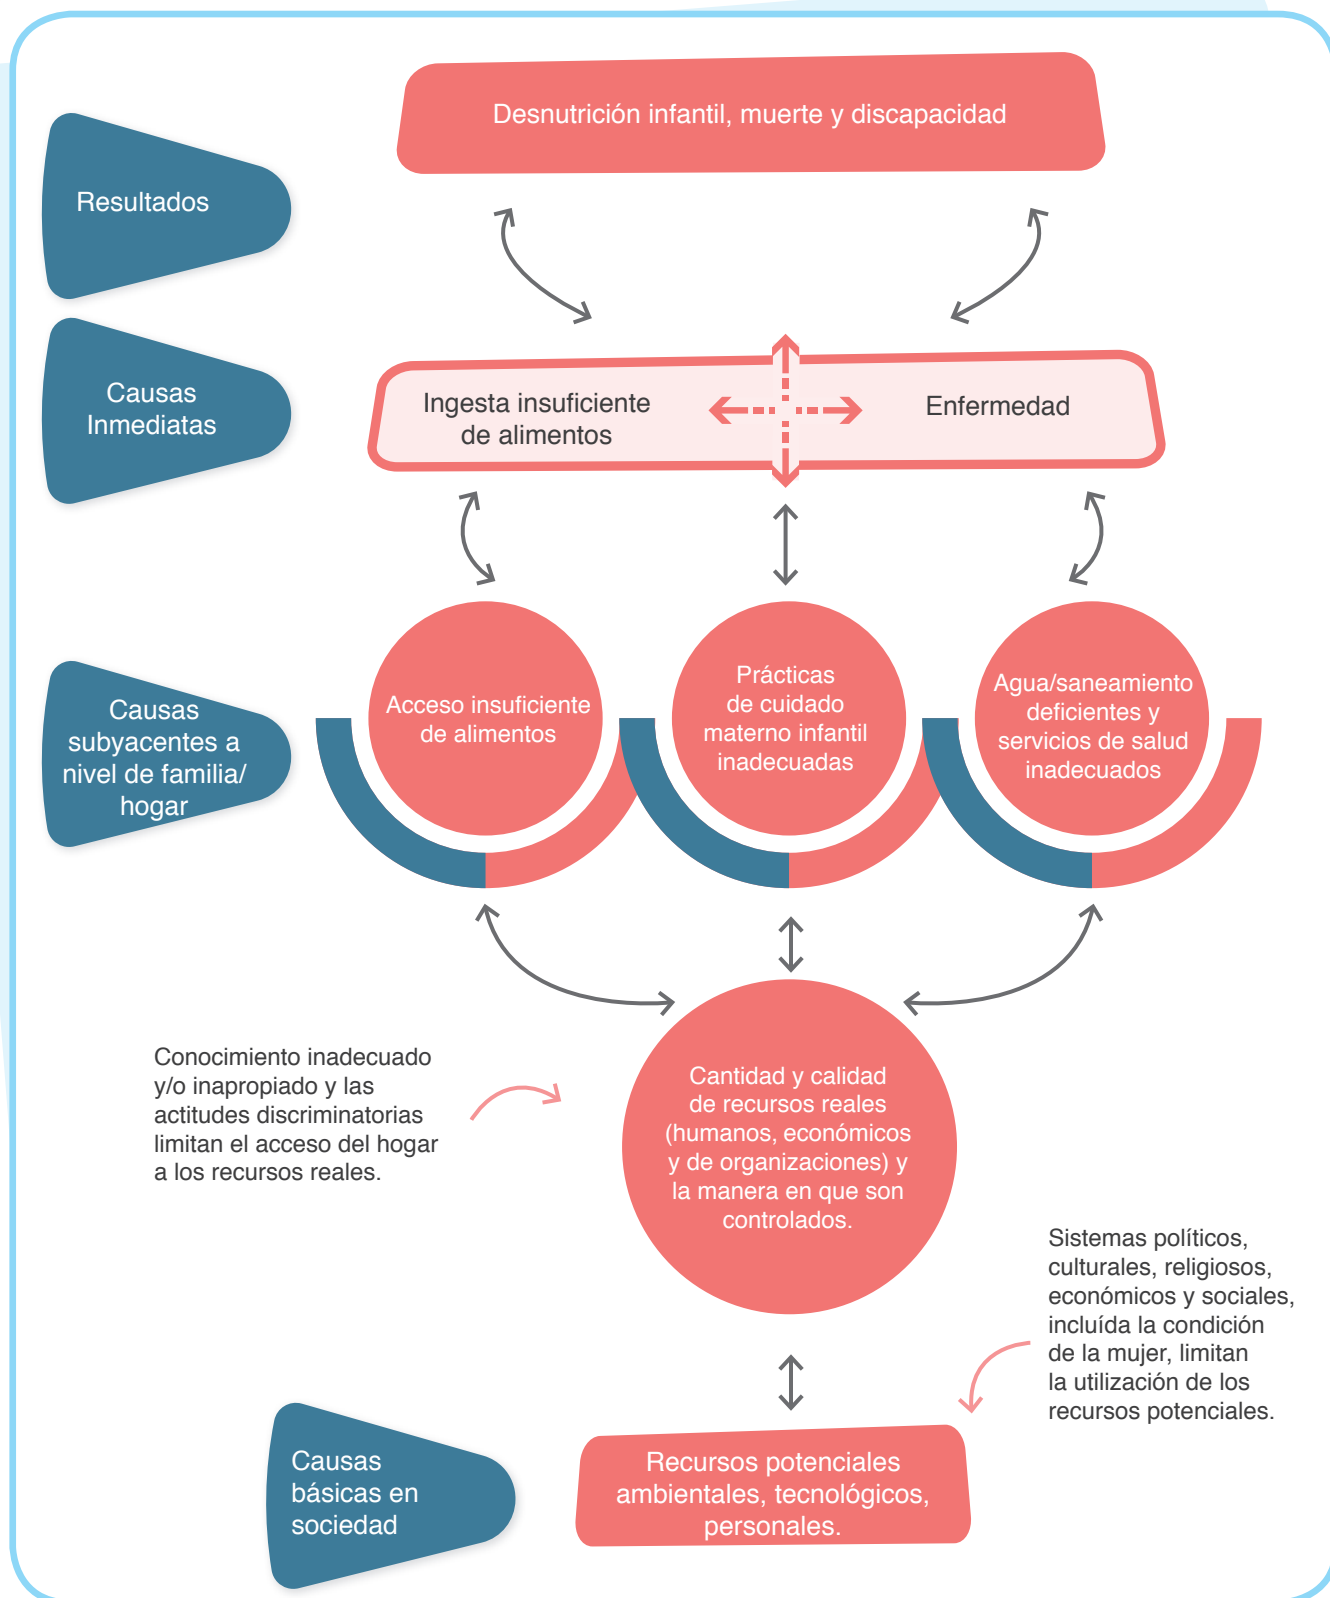 Desnutrición infantil, muerte y discapacidad
Resultados
Causas
Inmediatas
Ingesta insuficiente
de alimentos
Enfermedad
Causas
subyacentes a
nivel de familia/
hogar
Acceso insuficiente
de alimentos
Prácticas
de cuidado
materno infantil
inadecuadas
Agua/saneamiento
deficientes y
servicios de salud
inadecuados
Conocimiento inadecuado
y/o inapropiado y las
actitudes discriminatorias
limitan el acceso del hogar
a los recursos reales.
Cantidad y calidad
de recursos reales
(humanos, económicos
y de organizaciones) y
la manera en que son
controlados.
Sistemas políticos,
culturales, religiosos,
económicos y sociales,
incluída la condición
de la mujer, limitan
la utilización de los
recursos potenciales.
Causas
básicas en
sociedad
Recursos potenciales
ambientales, tecnológicos,
personales.